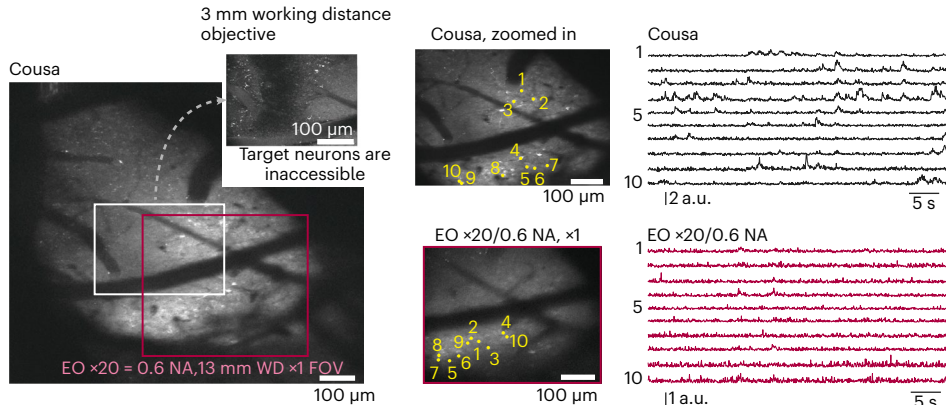 3 mm working distance
objective
Cousa
100 µm
Target neurons are
inaccessible
EO ×20 = 0.6 NA,13 mm WD ×1 FOV
100 µm
Cousa, zoomed in
1
2
3
4
5
6
7
8
9
10
100 µm
Cousa
1
5
10
2 a.u.
5 s
EO ×20/0.6 NA, ×1
1
2
3
4
5
6
7
8
9
10
100 µm
EO ×20/0.6 NA
1
5
10
1 a.u.
5 s